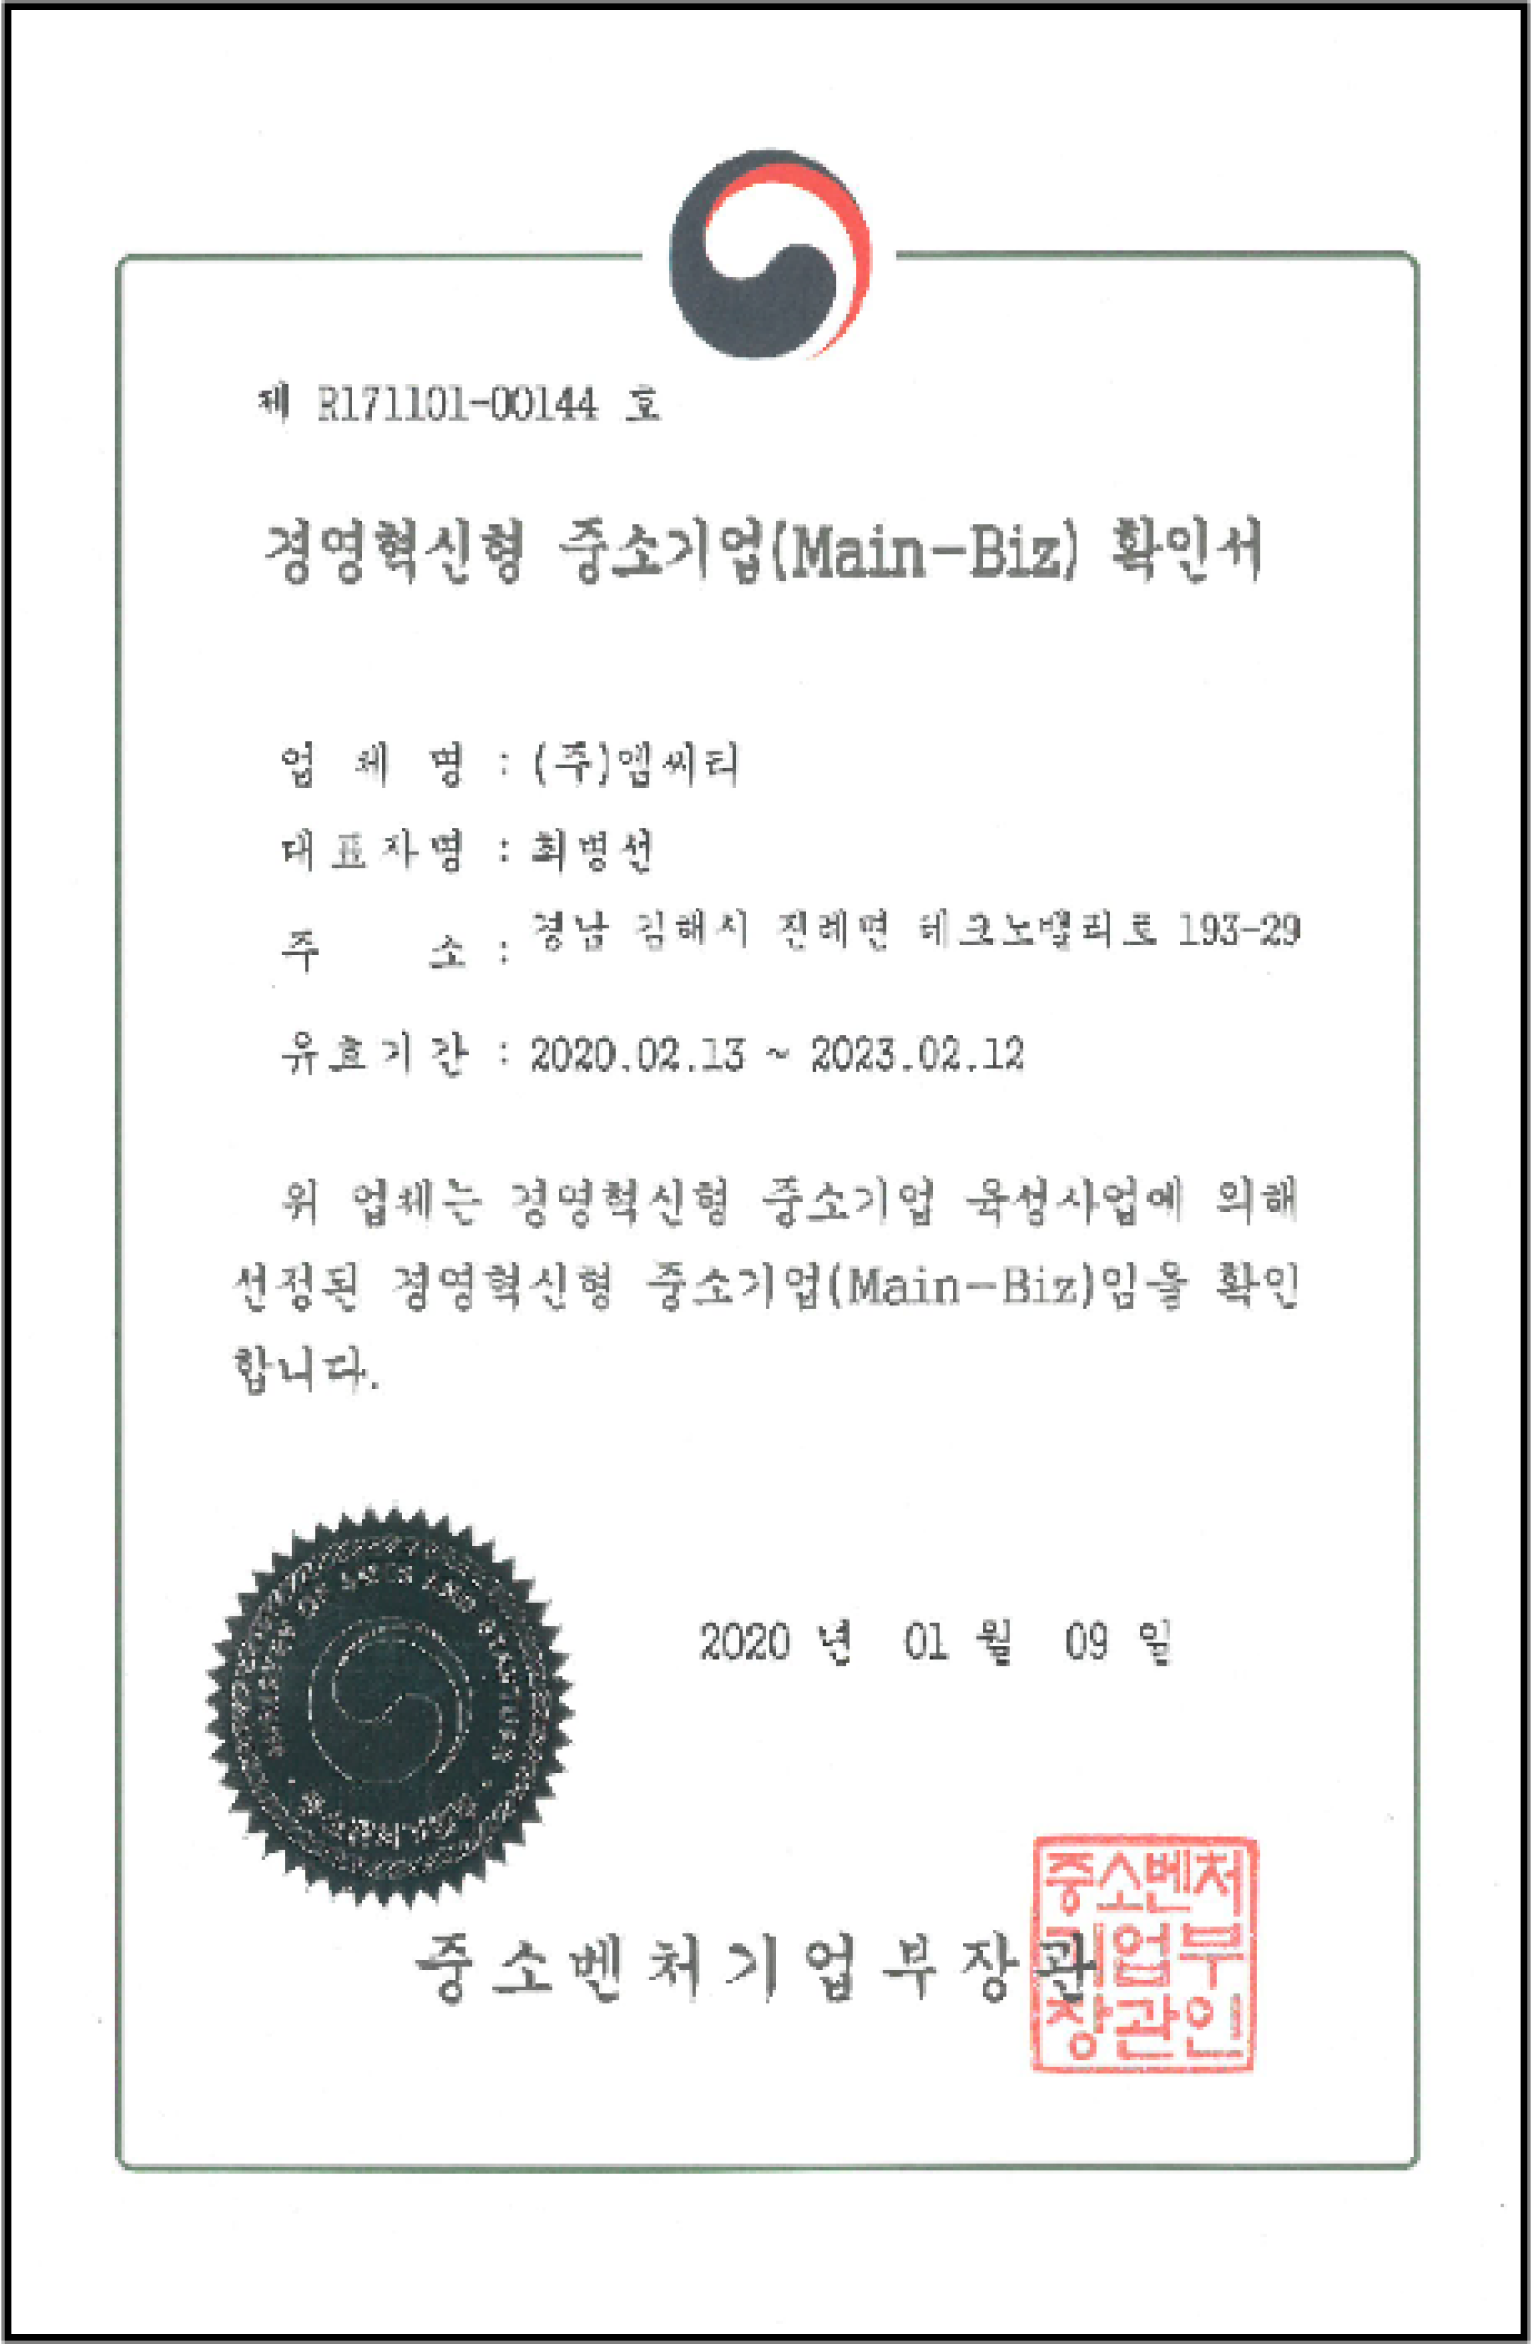 제 R171101-00144 호
경영혁신형 중소기업(Main-Biz) 확인서
업 체 명 : (주)엠씨티
대표자명 : 최명선
주 소 : 경남 김해시 진례면 테크노밸리로 193-29
유효기간 : 2020.02.13 ~ 2023.02.12
위 업체는 경영혁신형 중소기업 육성사업에 의해
선정된 경영혁신형 중소기업(Main-Biz)임을 확인
합니다.
2020 년 01 월 09 일
중소벤처기업부장관
중소벤처
기업부
장관인